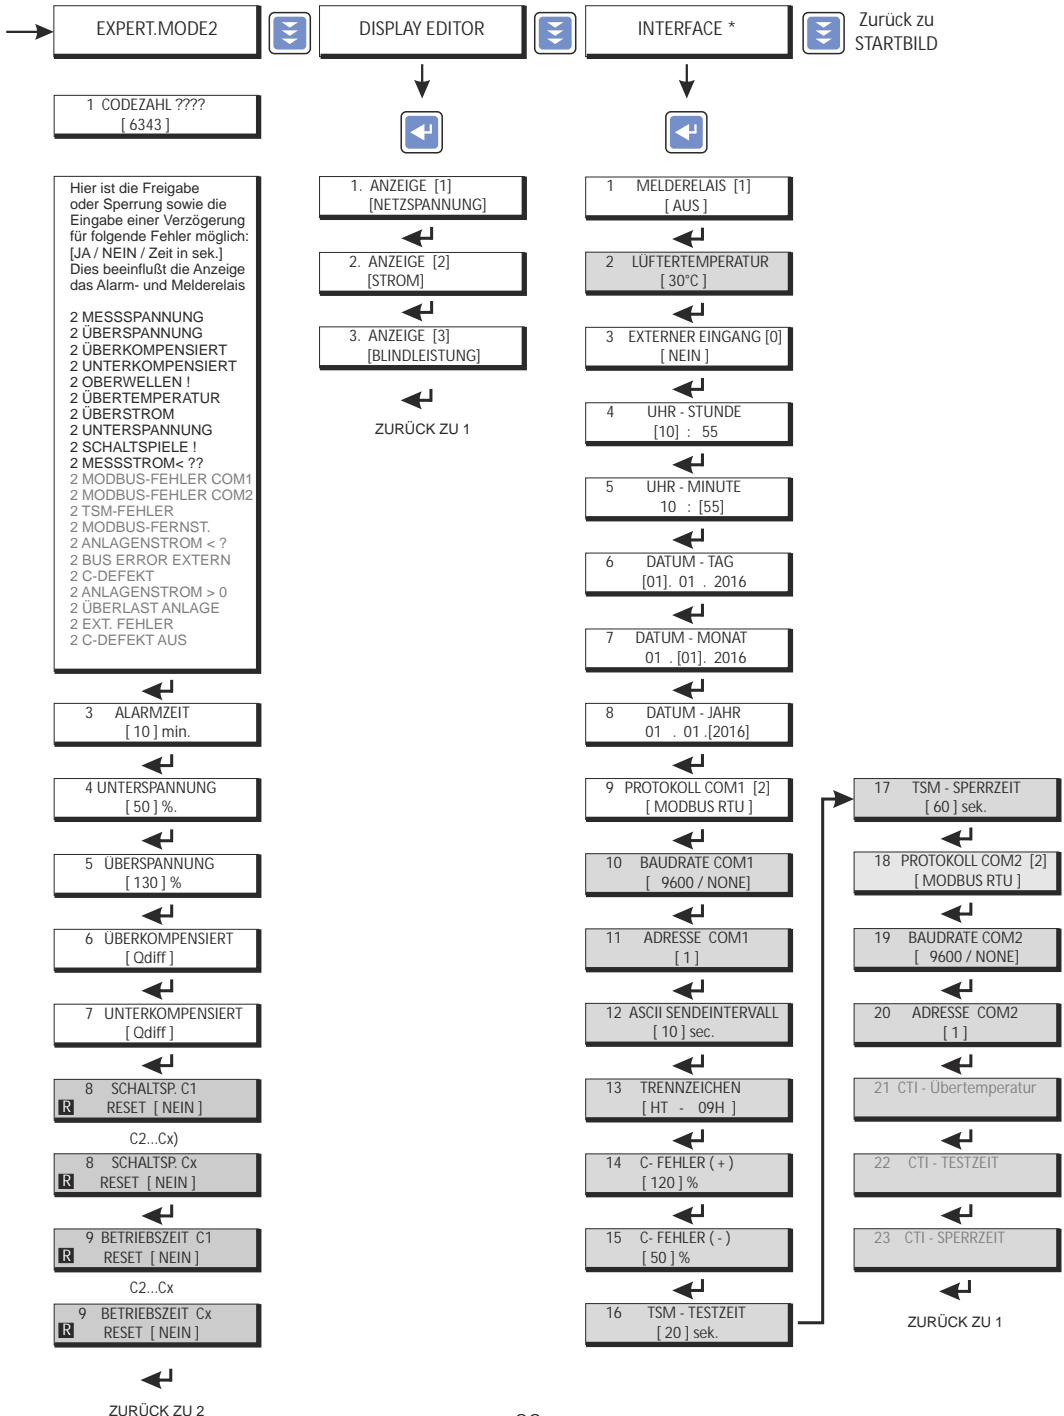 EXPERT.MODE2
DISPLAY EDITOR
INTERFACE *
Zurück zu
STARTBILD
1 CODEZAHL ????
[ 6343 ]
Hier ist die Freigabe
oder Sperrung sowie die
Eingabe einer Verzögerung
für folgende Fehler möglich:
[JA / NEIN / Zeit in sek.]
Dies beeinflußt die Anzeige
das Alarm- und Melderelais
2 MESSSPANNUNG
2 ÜBERSPANNUNG
2 ÜBERKOMPENSIERT
2 UNTERKOMPENSIERT
2 OBERWELLEN !
2 ÜBERTEMPERATUR
2 ÜBERSTROM
2 UNTERSPANNUNG
2 SCHALTSPIELE !
2 MESSSTROM< ??
2 MODBUS-FEHLER COM1
2 MODBUS-FEHLER COM2
2 TSM-FEHLER
2 MODBUS-FERNST.
2 ANLAGENSTROM < ?
2 BUS ERROR EXTERN
2 C-DEFEKT
2 ANLAGENSTROM > 0
2 ÜBERLAST ANLAGE
2 EXT. FEHLER
2 C-DEFEKT AUS
3 ALARMZEIT
[ 10 ] min.
4 UNTERSPANNUNG
[ 50 ] %.
5 ÜBERSPANNUNG
[ 130 ] %
6 ÜBERKOMPENSIERT
[ Qdiff ]
7 UNTERKOMPENSIERT
[ Qdiff ]
8 SCHALTSP. C1
R RESET [ NEIN ]
C2...Cx)
8 SCHALTSP. Cx
R RESET [ NEIN ]
9 BETRIEBSZEIT C1
R RESET [ NEIN ]
C2...Cx
9 BETRIEBSZEIT Cx
R RESET [ NEIN ]
ZURÜCK ZU 2
1. ANZEIGE [1]
[NETZSPANNUNG]
2. ANZEIGE [2]
[STROM]
3. ANZEIGE [3]
[BLINDLEISTUNG]
ZURÜCK ZU 1
1 MELDERELAIS [1]
[ AUS ]
2 LÜFTERTEMPERATUR
[ 30°C ]
3 EXTERNER EINGANG [0]
[ NEIN ]
4 UHR - STUNDE
[10] : 55
5 UHR - MINUTE
10 : [55]
6 DATUM - TAG
[01]. 01 . 2016
7 DATUM - MONAT
01 . [01]. 2016
8 DATUM - JAHR
01 . 01 .[2016]
9 PROTOKOLL COM1 [2]
[ MODBUS RTU ]
10 BAUDRATE COM1
[ 9600 / NONE]
11 ADRESSE COM1
[ 1 ]
12 ASCII SENDEINTERVALL
[ 10 ] sec.
13 TRENNZEICHEN
[ HT - 09H ]
14 C- FEHLER ( + )
[ 120 ] %
15 C- FEHLER ( - )
[ 50 ] %
16 TSM - TESTZEIT
[ 20 ] sek.
17 TSM - SPERRZEIT
[ 60 ] sek.
18 PROTOKOLL COM2 [2]
[ MODBUS RTU ]
19 BAUDRATE COM2
[ 9600 / NONE]
20 ADRESSE COM2
[ 1 ]
21 CTI - Übertemperatur
22 CTI - TESTZEIT
23 CTI - SPERRZEIT
ZURÜCK ZU 1